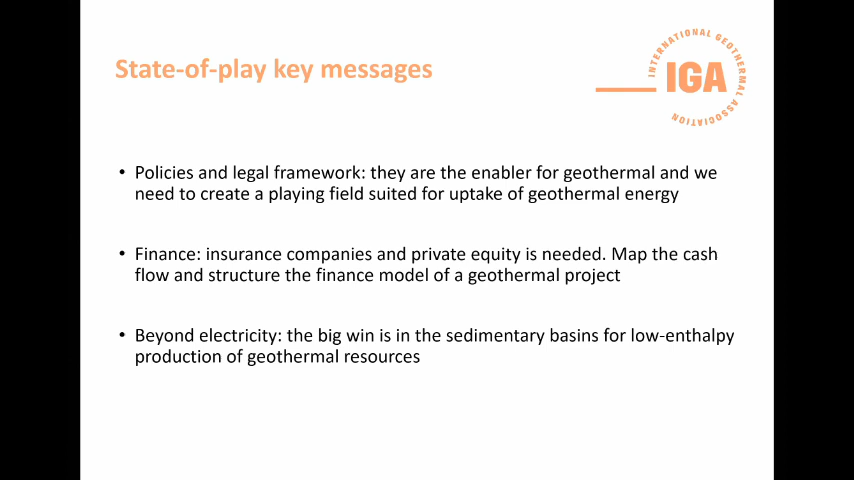 State-of-play key messages
INTERNATIONAL GEOTHERMAL ASSOCIATION
IGA
• Policies and legal framework: they are the enabler for geothermal and we
need to create a playing field suited for uptake of geothermal energy
• Finance: insurance companies and private equity is needed. Map the cash
flow and structure the finance model of a geothermal project
• Beyond electricity: the big win is in the sedimentary basins for low-enthalpy
production of geothermal resources